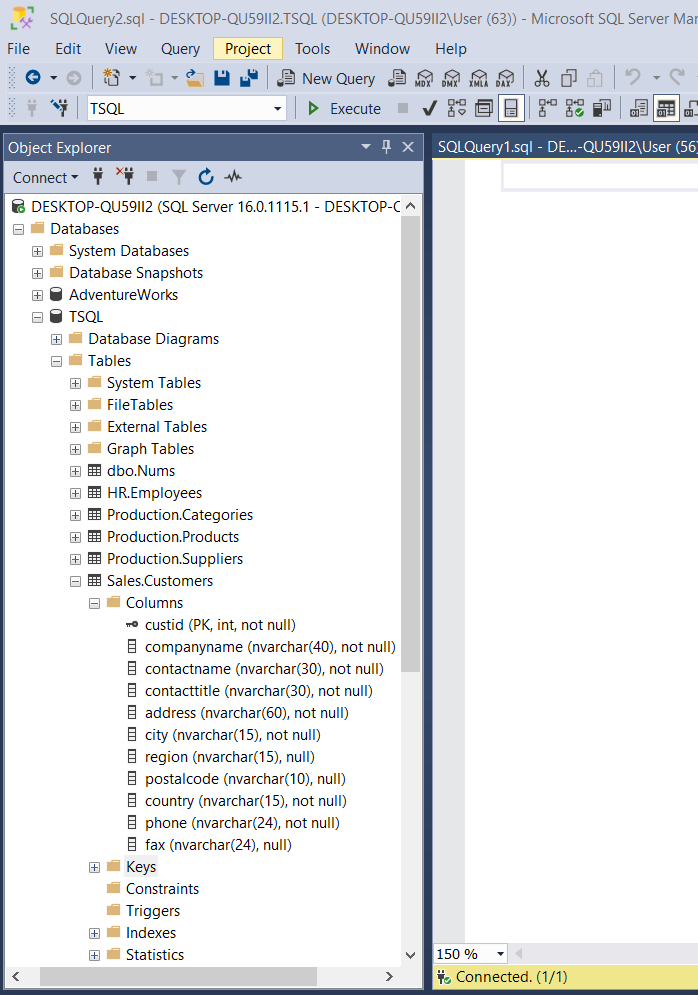 SQLQuery2.sql - DESKTOP-QU59II2.TSQL (DESKTOP-QU59II2\User (63)) - Microsoft SQL Server Man
File Edit View Query Project Tools Window Help
New Query MDX DMX XMLA DAX
TSQL Execute
Object Explorer
SQLQuery1.sql - DE...-QU59II2\User (56)
Connect
DESKTOP-QU59II2 (SQL Server 16.0.1115.1 - DESKTOP-Q
Databases
System Databases
Database Snapshots
AdventureWorks
TSQL
Database Diagrams
Tables
System Tables
FileTables
External Tables
Graph Tables
dbo.Nums
HR.Employees
Production.Categories
Production.Products
Production.Suppliers
Sales.Customers
Columns
custid (PK, int, not null)
companyname (nvarchar(40), not null)
contactname (nvarchar(30), not null)
contacttitle (nvarchar(30), not null)
address (nvarchar(60), not null)
city (nvarchar(15), not null)
region (nvarchar(15), null)
postalcode (nvarchar(10), null)
country (nvarchar(15), not null)
phone (nvarchar(24), not null)
fax (nvarchar(24), null)
Keys
Constraints
Triggers
Indexes
Statistics
150 %
Connected. (1/1)